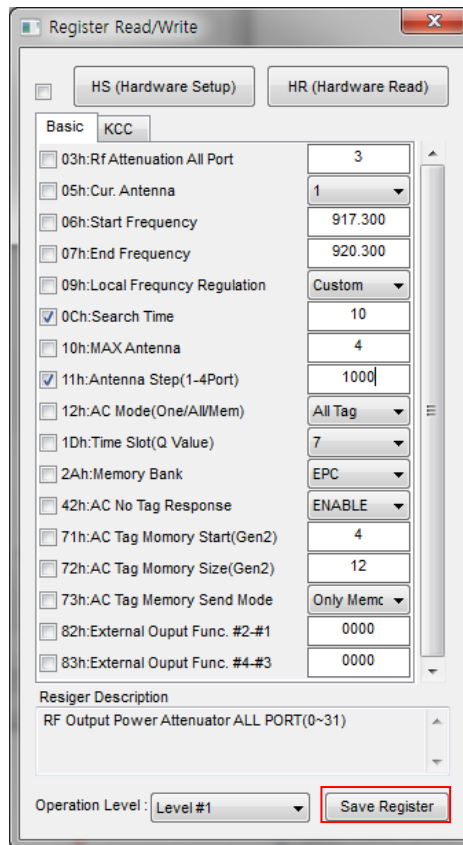 Register Read/Write
HS (Hardware Setup) HR (Hardware Read)
Basic KCC
03h:Rf Attenuation All Port 3
05h:Cur. Antenna 1
06h:Start Frequency 917.300
07h:End Frequency 920.300
09h:Local Frequncy Regulation Custom
0Ch:Search Time 10
10h:MAX Antenna 4
11h:Antenna Step(1-4Port) 1000
12h:AC Mode(One/All/Mem) All Tag
1Dh:Time Slot(Q Value) 7
2Ah:Memory Bank EPC
42h:AC No Tag Response ENABLE
71h:AC Tag Momory Start(Gen2) 4
72h:AC Tag Momory Size(Gen2) 12
73h:AC Tag Memory Send Mode Only Memc
82h:External Ouput Func. #2-#1 0000
83h:External Ouput Func. #4-#3 0000
Resiger Description
RF Output Power Attenuator ALL PORT(0~31)
Operation Level : Level #1 Save Register